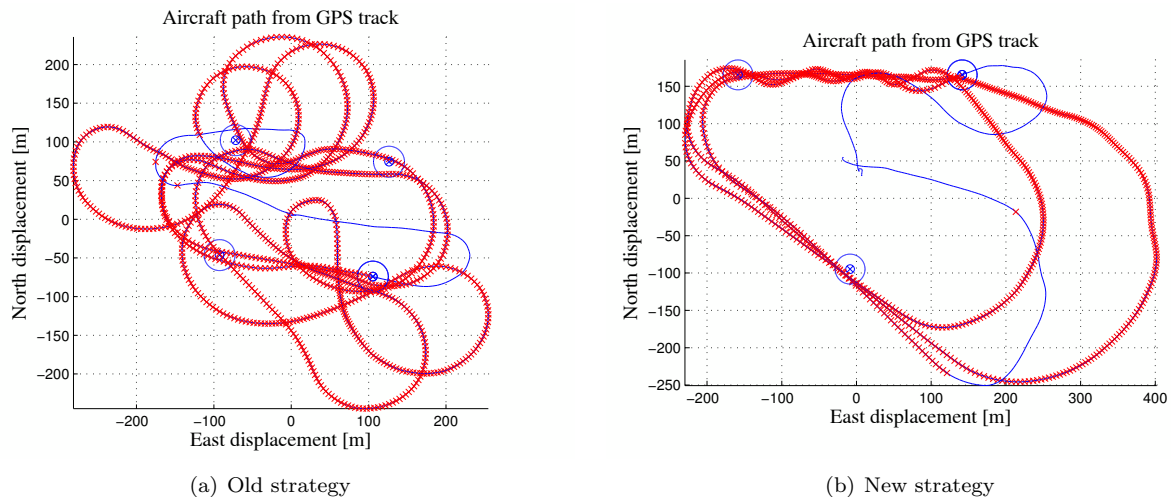 Aircraft path from GPS track
200
150
100
50
0
−50
−100
−150
−200
North displacement [m]
−200 −100 0 100 200
East displacement [m]
(a) Old strategy
Aircraft path from GPS track
150
100
50
0
−50
−100
−150
−200
−250
North displacement [m]
−200 −100 0 100 200 300 400
East displacement [m]
(b) New strategy